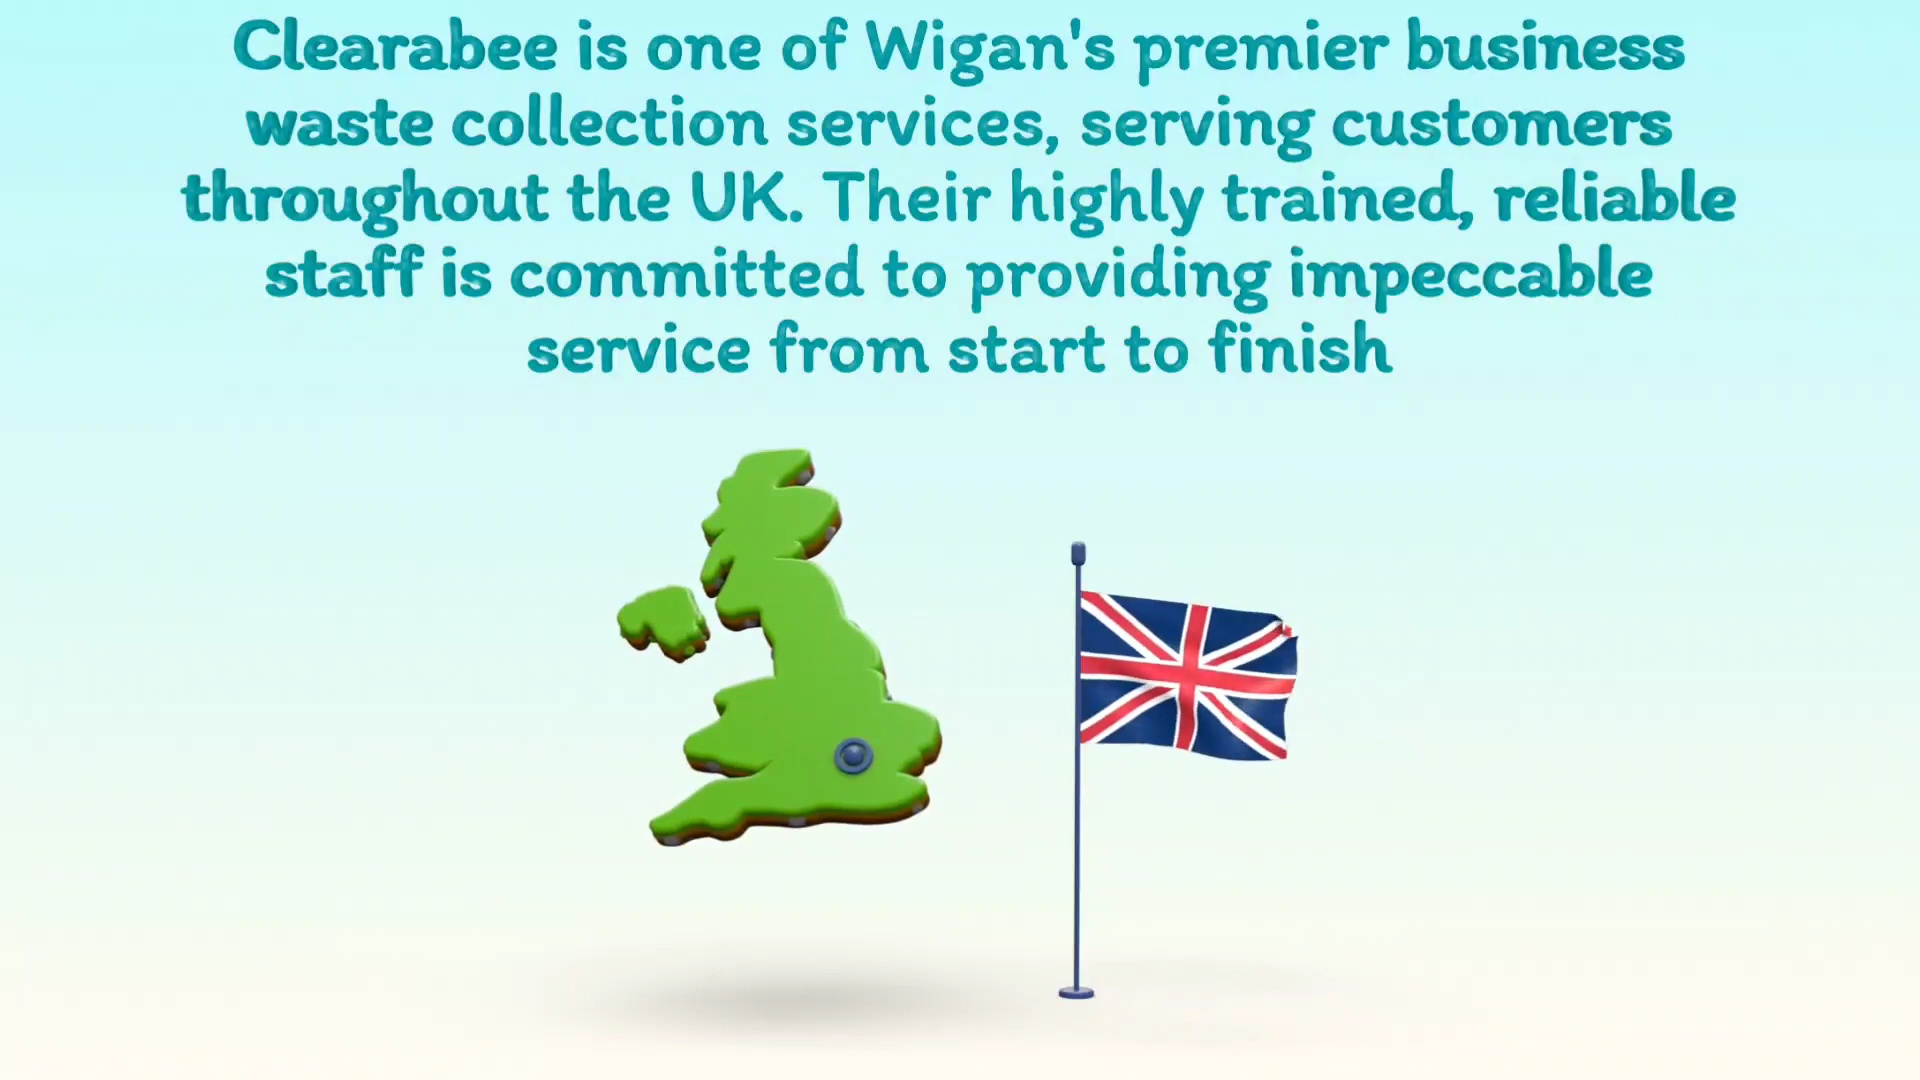 Clearabee is one of Wigan's premier business
waste collection services, serving customers
throughout the UK. Their highly trained, reliable
staff is committed to providing impeccable
service from start to finish